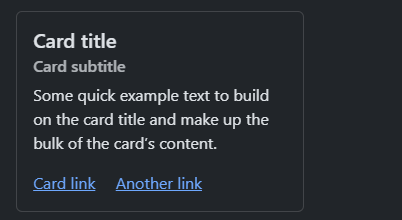 Card title
Card subtitle
Some quick example text to build
on the card title and make up the
bulk of the card’s content.
Card link Another link